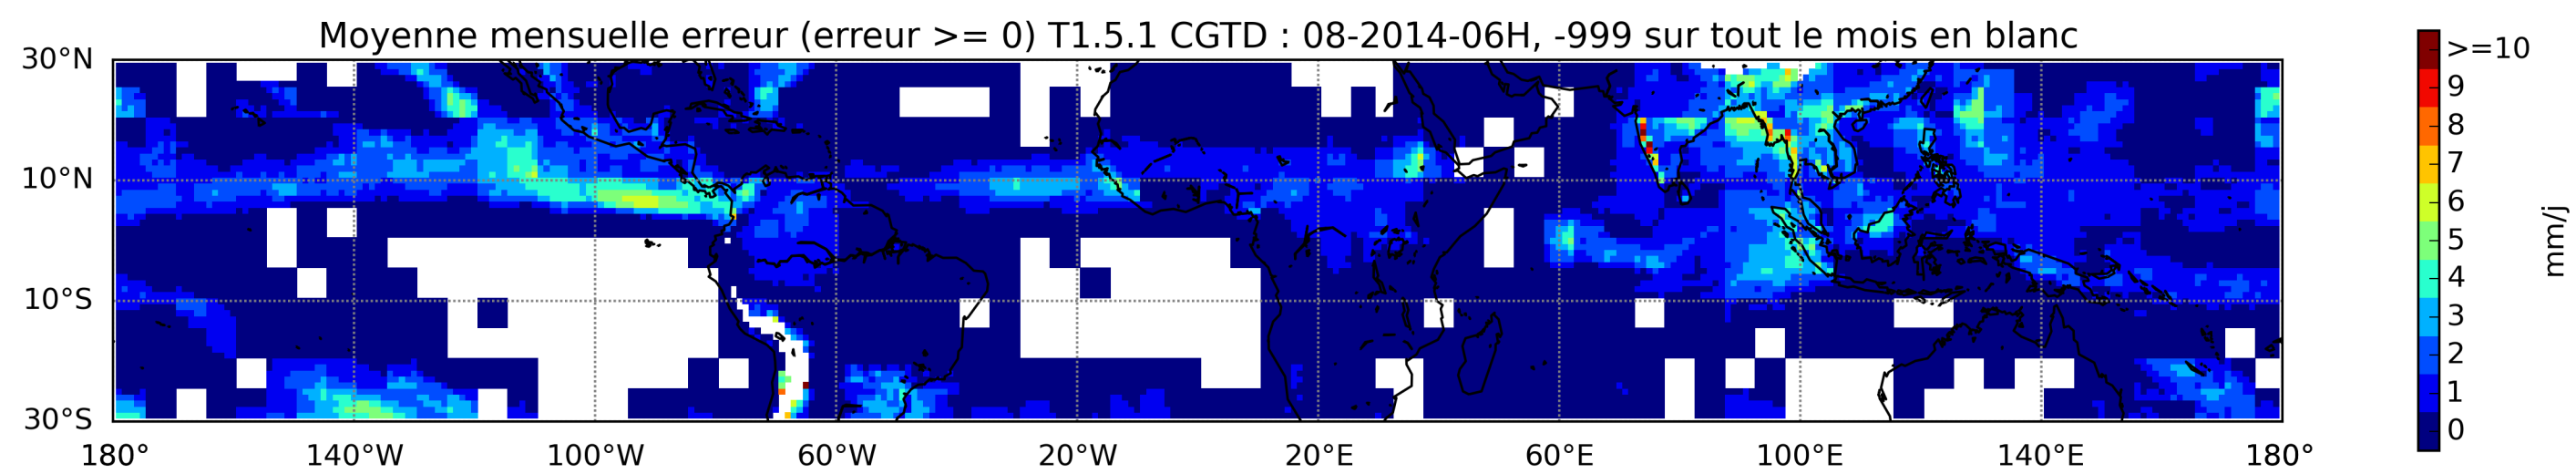 Moyenne mensuelle erreur (erreur >= 0) T1.5.1 CGTD : 08-2014-06H, -999 sur tout le mois en blanc
30°N
10°N
10°S
30°S
180° 140°W 100°W 60°W 20°W 20°E 60°E 100°E 140°E 180°
>=10
9
8
7
6
5
4
3
2
1
0
mm/j